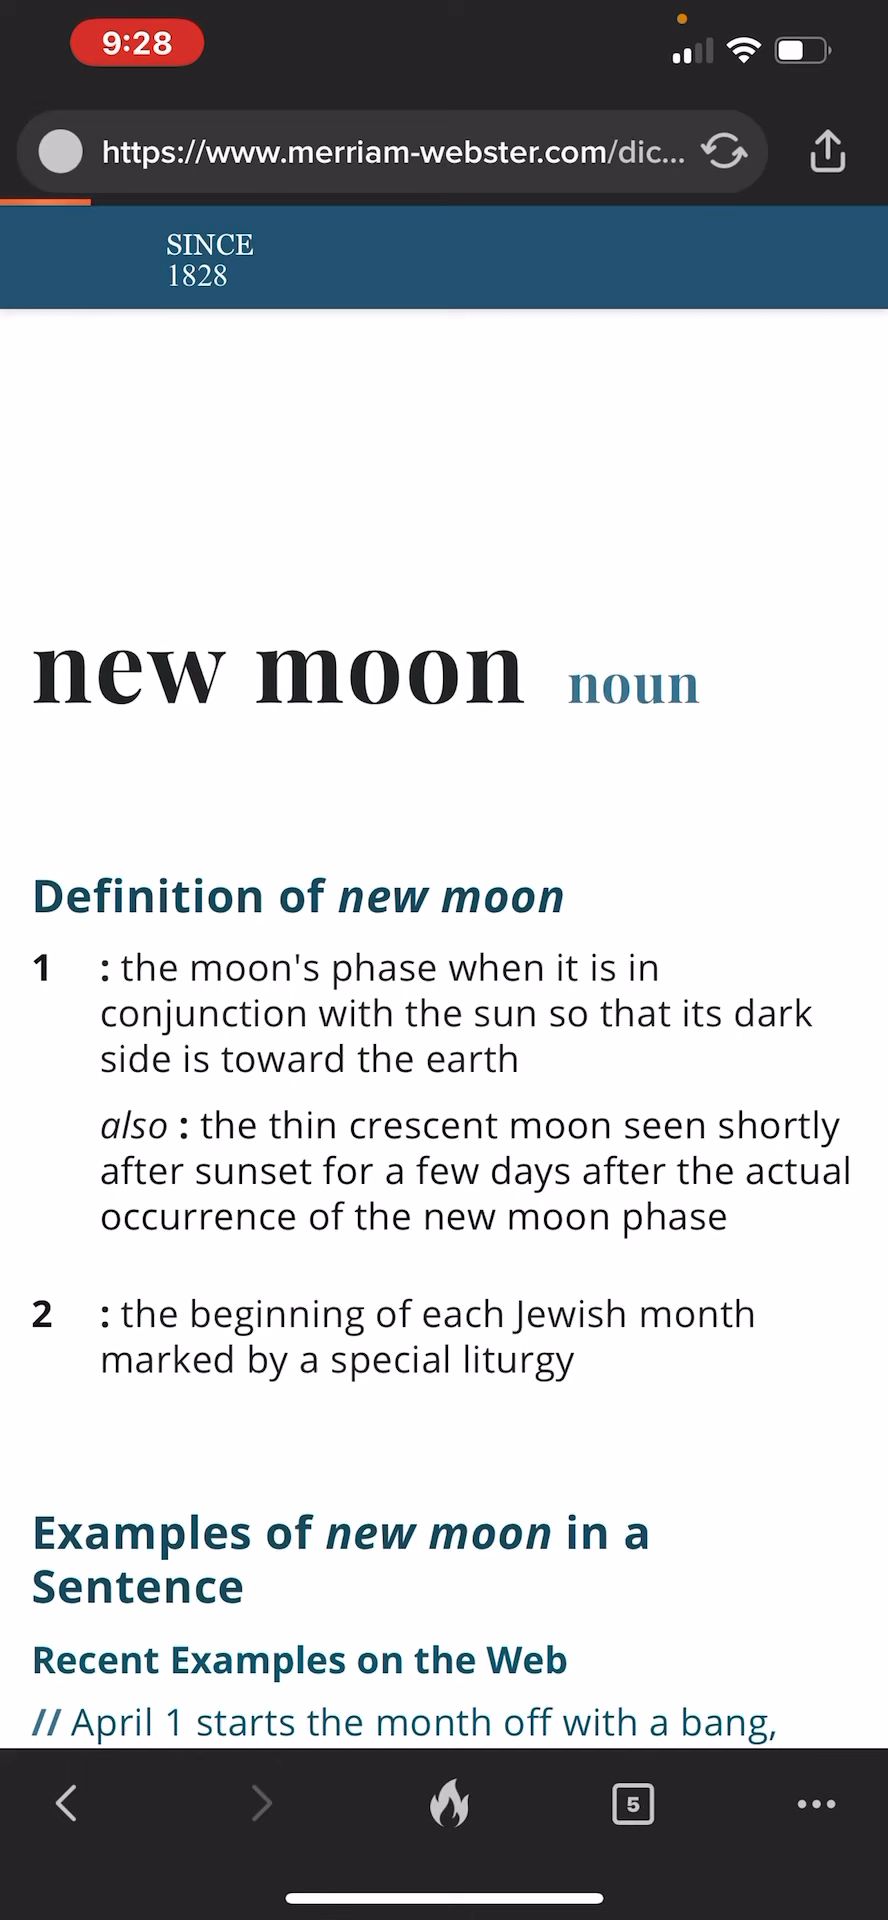 9:28
https://www.merriam-webster.com/dic...
SINCE
1828
new moon noun
Definition of new moon
1 : the moon's phase when it is in
conjunction with the sun so that its dark
side is toward the earth
also : the thin crescent moon seen shortly
after sunset for a few days after the actual
occurrence of the new moon phase
2 : the beginning of each Jewish month
marked by a special liturgy
Examples of new moon in a
Sentence
Recent Examples on the Web
// April 1 starts the month off with a bang,
5